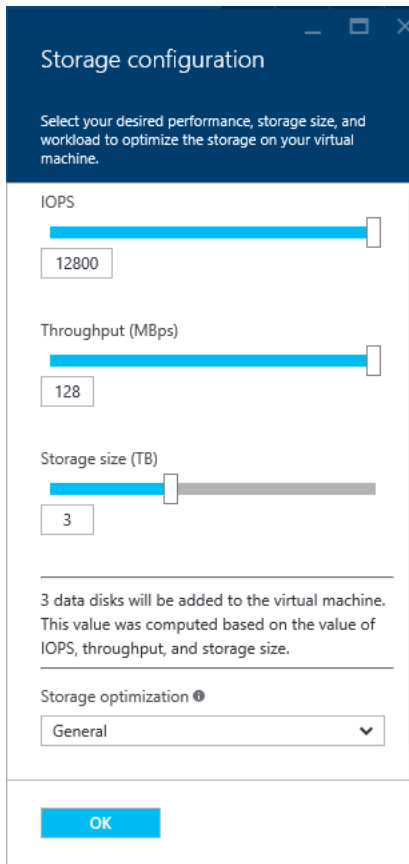 Storage configuration
Select your desired performance, storage size, and
workload to optimize the storage on your virtual
machine.
IOPS
12800
Throughput (MBps)
128
Storage size (TB)
3
3 data disks will be added to the virtual machine.
This value was computed based on the value of
IOPS, throughput, and storage size.
Storage optimization
General
OK